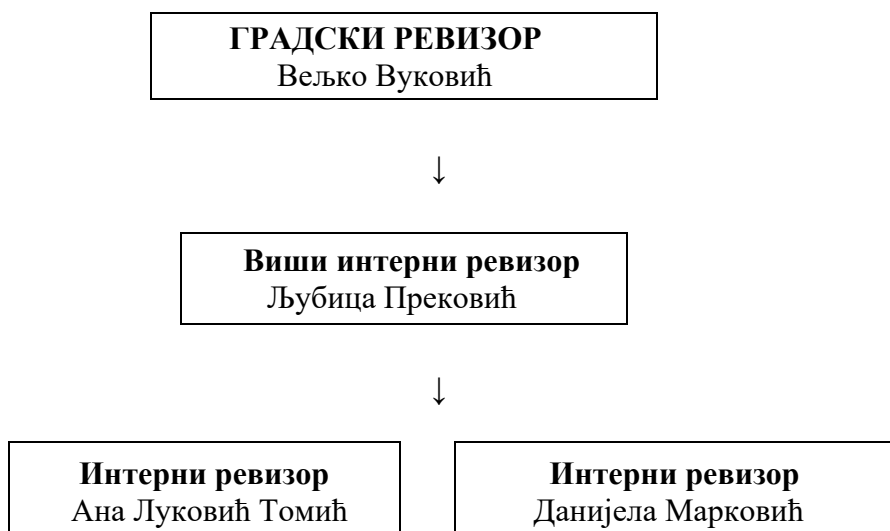 ГРАДСКИ РЕВИЗОР
Вељко Вуковић
↓
Виши интерни ревизор
Љубица Прековић
↓
Интерни ревизор
Ана Луковић Томић
Интерни ревизор
Данијела Марковић